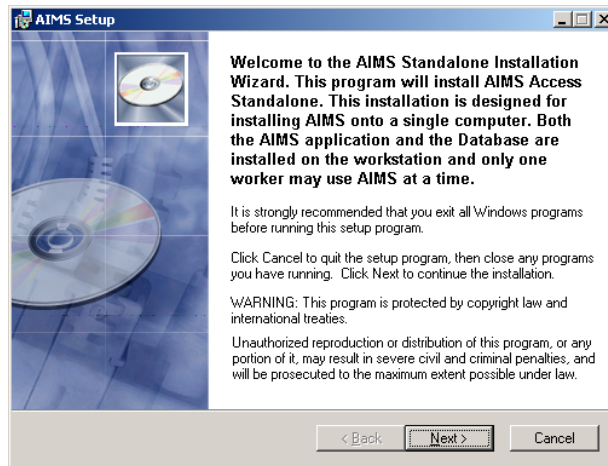 AIMS Setup
Welcome to the AIMS Standalone Installation
Wizard. This program will install AIMS Access
Standalone. This installation is designed for
installing AIMS onto a single computer. Both
the AIMS application and the Database are
installed on the workstation and only one
worker may use AIMS at a time.
It is strongly recommended that you exit all Windows programs
before running this setup program.
Click Cancel to quit the setup program, then close any programs
you have running. Click Next to continue the installation.
WARNING: This program is protected by copyright law and
international treaties.
Unauthorized reproduction or distribution of this program, or any
portion of it, may result in severe civil and criminal penalties, and
will be prosecuted to the maximum extent possible under law.
< Back Next > Cancel